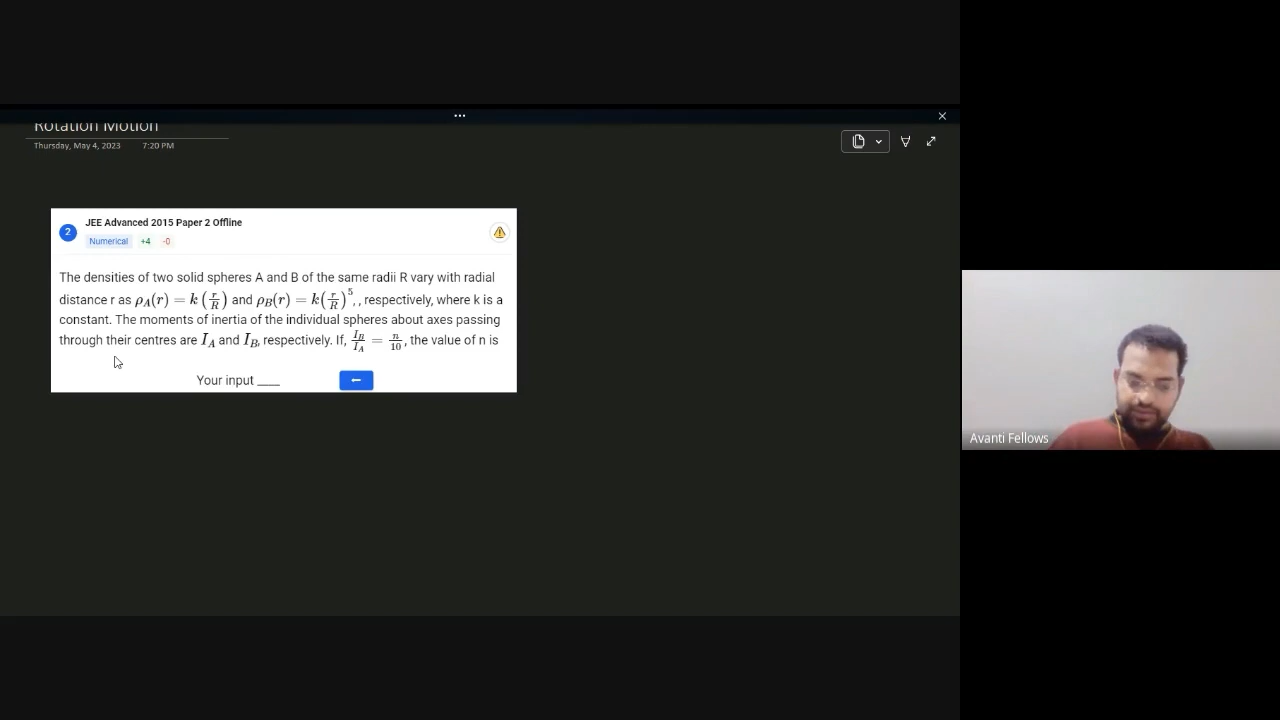 Rotation Motion
Thursday, May 4, 2023 7:20 PM
2
JEE Advanced 2015 Paper 2 Offline
Numerical +4 -0
The densities of two solid spheres A and B of the same radii R vary with radial
distance r as ρ_A(r) = k (r/R) and ρ_B(r) = k(r/R)^5, , respectively, where k is a
constant. The moments of inertia of the individual spheres about axes passing
through their centres are I_A and I_B, respectively. If, I_B/I_A = n/10, the value of n is
Your input ____
Avanti Fellows